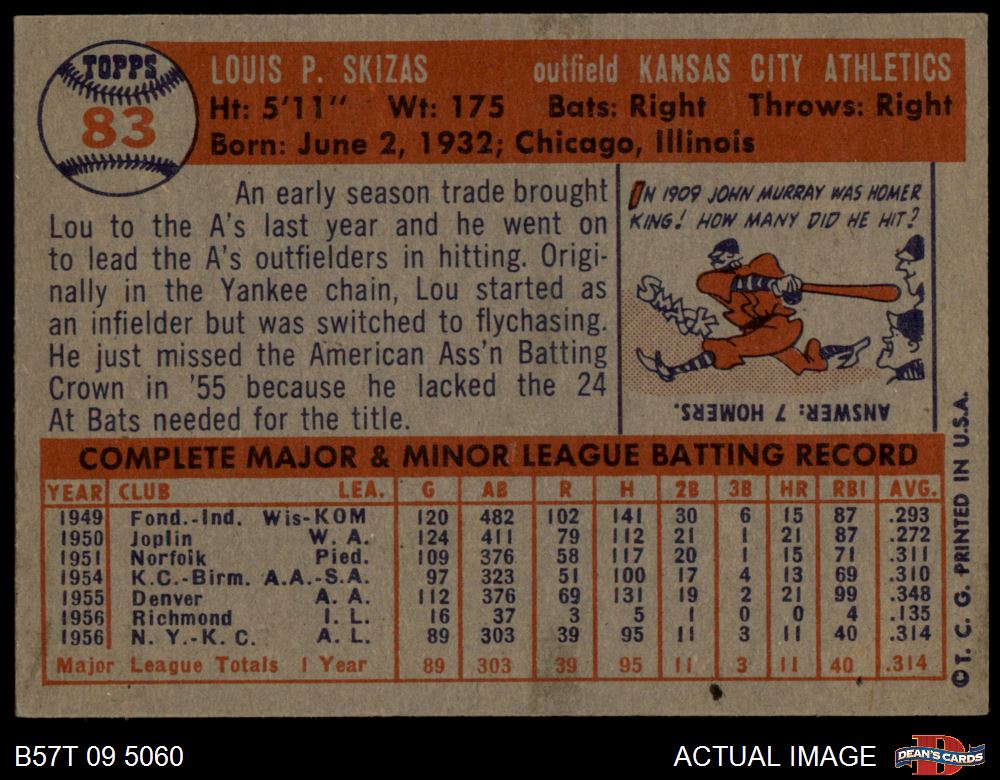 TOPPS
83
LOUIS P. SKIZAS outfield KANSAS CITY ATHLETICS
Ht: 5'11" Wt: 175 Bats: Right Throws: Right
Born: June 2, 1932; Chicago, Illinois
An early season trade brought
Lou to the A's last year and he went on
to lead the A's outfielders in hitting. Origi-
nally in the Yankee chain, Lou started as
an infielder but was switched to flychasing.
He just missed the American Ass'n Batting
Crown in '55 because he lacked the 24
At Bats needed for the title.
IN 1909 JOHN MURRAY WAS HOMER
KING! HOW MANY DID HE HIT?
SMACK
ANSWER: 7 HOMERS.
COMPLETE MAJOR & MINOR LEAGUE BATTING RECORD
YEAR CLUB LEA. G AB R H 2B 3B HR RBI AVG.
1949 Fond.-Ind. Wis-KOM 120 482 102 141 30 6 15 87 .293
1950 Joplin W. A. 124 411 79 112 21 1 21 87 .272
1951 Norfolk Pied. 109 376 58 117 20 1 15 71 .311
1954 K.C.-Birm. A.A.-S.A. 97 323 51 100 17 4 13 69 .310
1955 Denver A. A. 112 376 69 131 19 2 21 99 .348
1956 Richmond I. L. 16 37 3 5 1 0 0 4 .135
1956 N. Y.-K. C. A. L. 89 303 39 95 11 3 11 40 .314
Major League Totals 1 Year 89 303 39 95 11 3 11 40 .314
© T. C. G. PRINTED IN U.S.A.
B57T 09 5060
ACTUAL IMAGE
D
DEAN'S CARDS